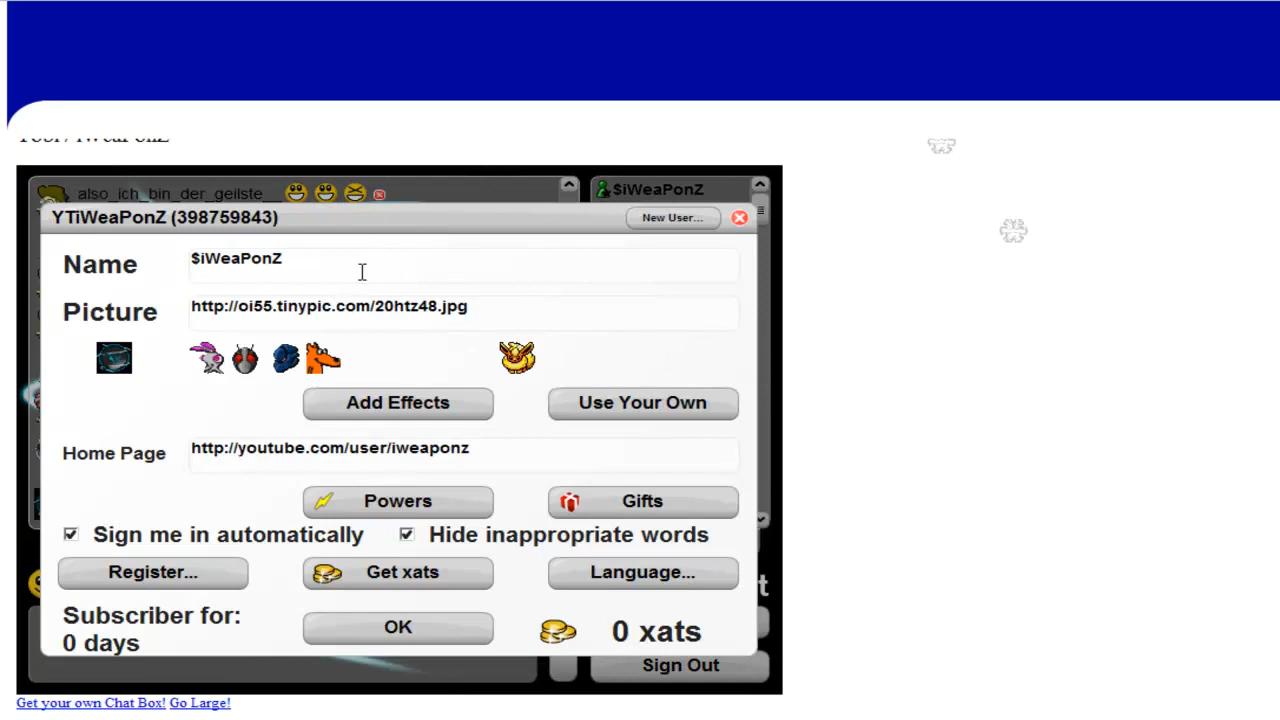 also_ich_bin_der_geilste
$iWeaPonZ
YTiWeaPonZ (398759843)
New User...
Name
$iWeaPonZ
Picture
http://oi55.tinypic.com/20htz48.jpg
Add Effects
Use Your Own
Home Page
http://youtube.com/user/iweaponz
Powers
Gifts
Sign me in automatically
Hide inappropriate words
Register...
Get xats
Language...
Subscriber for:
0 days
OK
0 xats
Sign Out
Get your own Chat Box! Go Large!